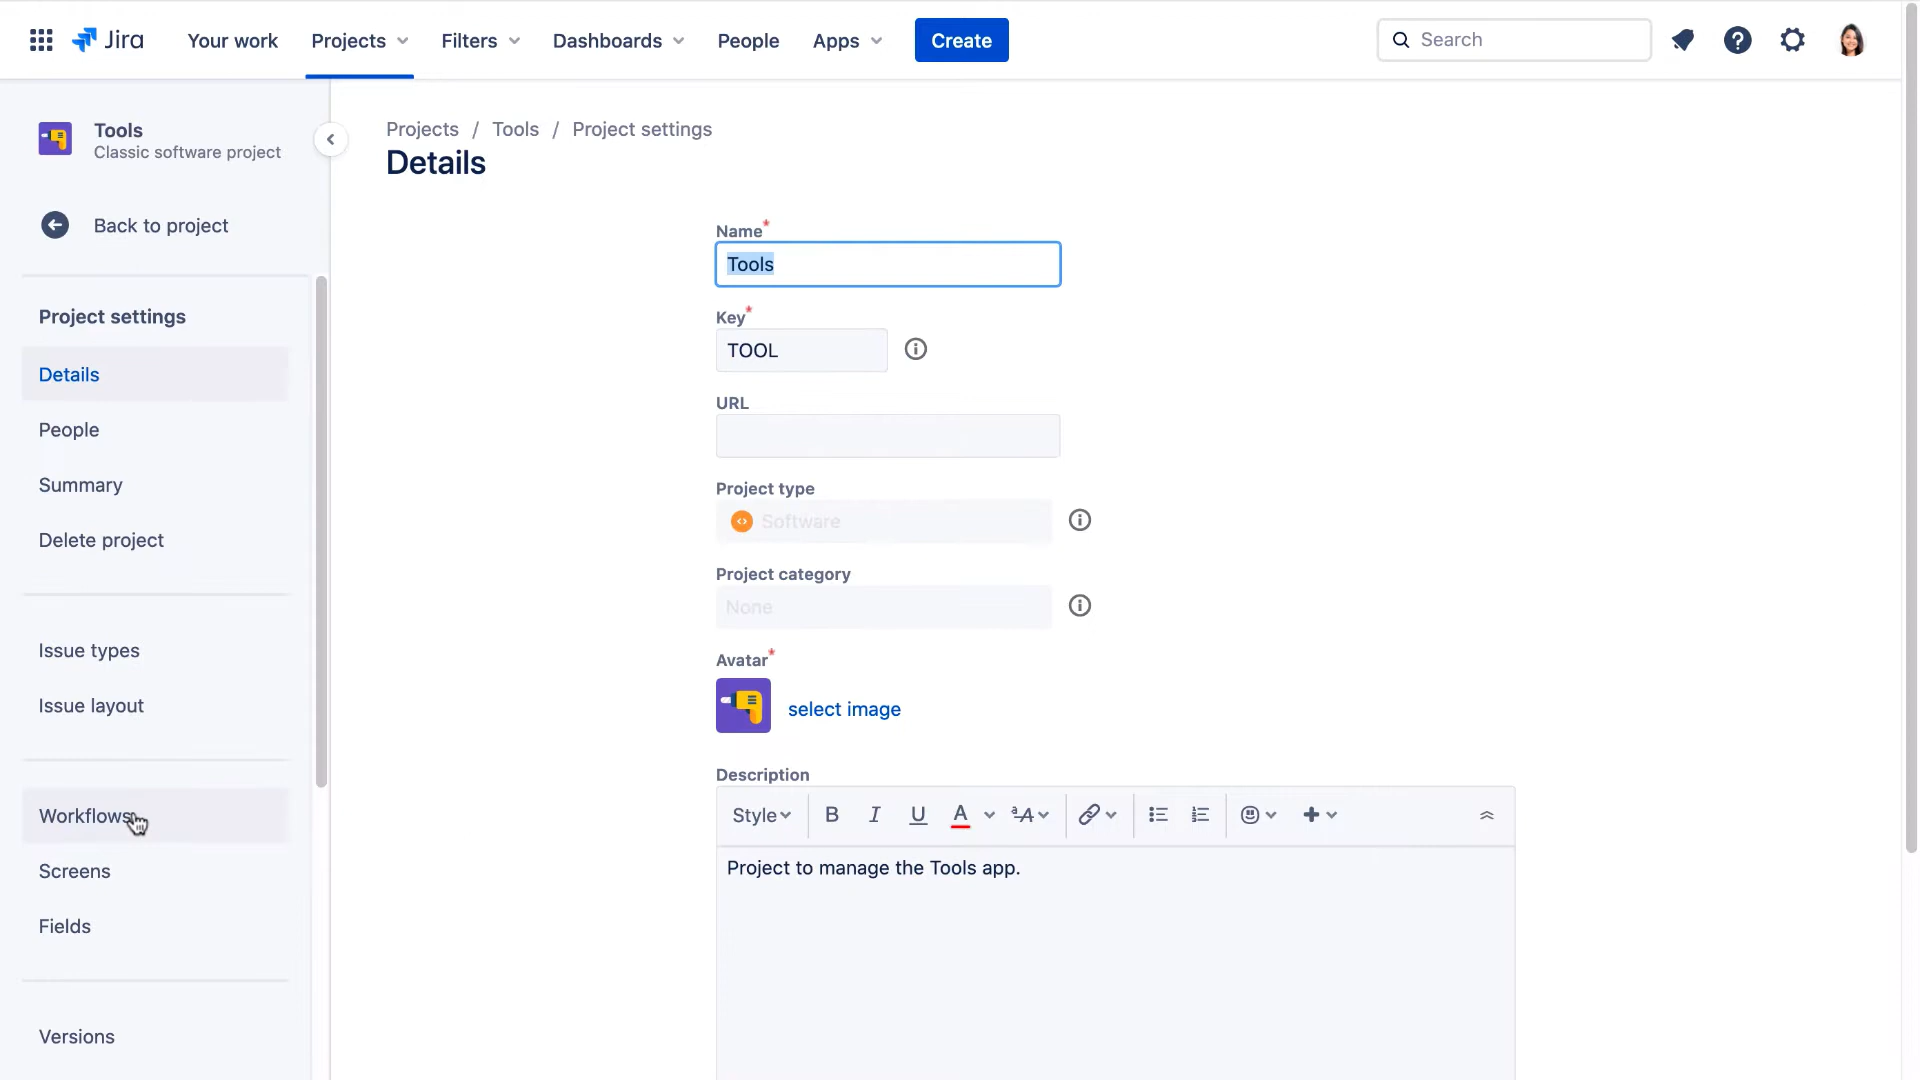 Jira
Your work
Projects
Filters
Dashboards
People
Apps
Create
Search
Tools
Classic software project
Back to project
Project settings
Details
People
Summary
Delete project
Issue types
Issue layout
Workflows
Screens
Fields
Versions
Projects / Tools / Project settings
Details
Name*
Tools
Key*
TOOL
URL
Project type
Software
Project category
None
Avatar*
select image
Description
Style B I U A ªA
Project to manage the Tools app.